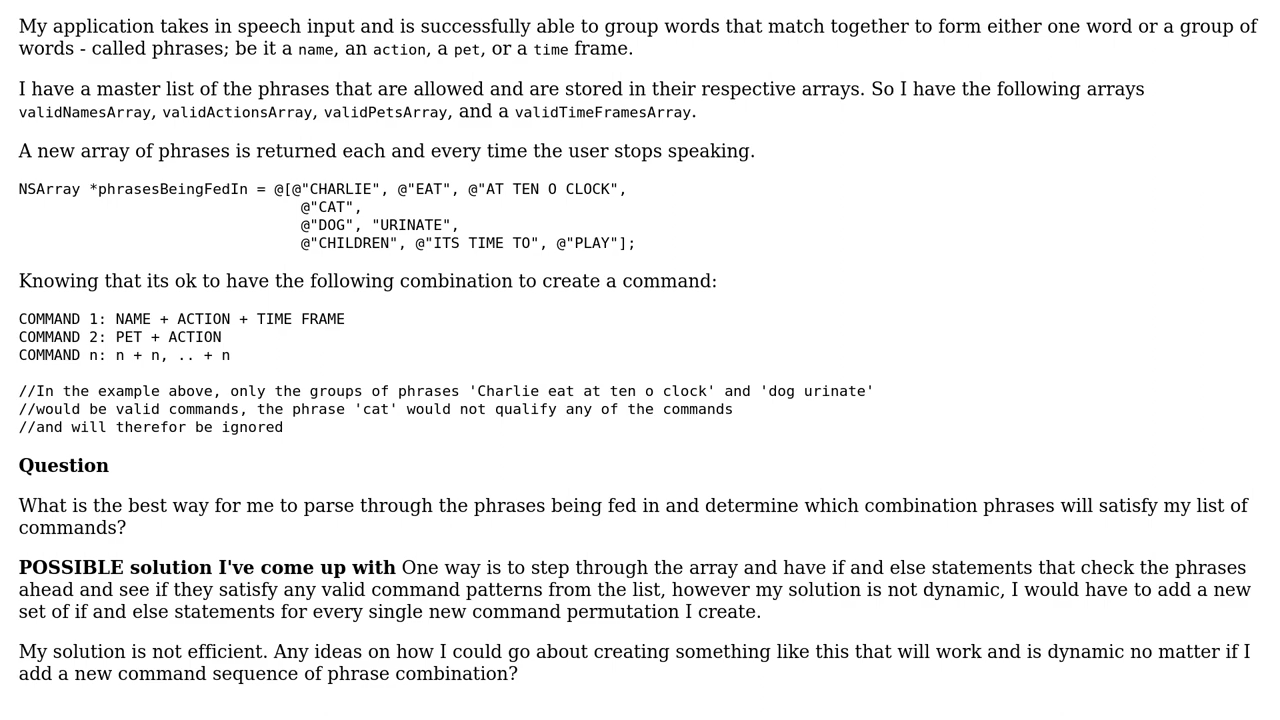 My application takes in speech input and is successfully able to group words that match together to form either one word or a group of
words - called phrases; be it a name, an action, a pet, or a time frame.
I have a master list of the phrases that are allowed and are stored in their respective arrays. So I have the following arrays
validNamesArray, validActionsArray, validPetsArray, and a validTimeFramesArray.
A new array of phrases is returned each and every time the user stops speaking.
NSArray *phrasesBeingFedIn = @[@"CHARLIE", @"EAT", @"AT TEN O CLOCK",
@"CAT",
@"DOG", "URINATE",
@"CHILDREN", @"ITS TIME TO", @"PLAY"];
Knowing that its ok to have the following combination to create a command:
COMMAND 1: NAME + ACTION + TIME FRAME
COMMAND 2: PET + ACTION
COMMAND n: n + n, .. + n
//In the example above, only the groups of phrases 'Charlie eat at ten o clock' and 'dog urinate'
//would be valid commands, the phrase 'cat' would not qualify any of the commands
//and will therefor be ignored
Question
What is the best way for me to parse through the phrases being fed in and determine which combination phrases will satisfy my list of
commands?
POSSIBLE solution I've come up with One way is to step through the array and have if and else statements that check the phrases
ahead and see if they satisfy any valid command patterns from the list, however my solution is not dynamic, I would have to add a new
set of if and else statements for every single new command permutation I create.
My solution is not efficient. Any ideas on how I could go about creating something like this that will work and is dynamic no matter if I
add a new command sequence of phrase combination?